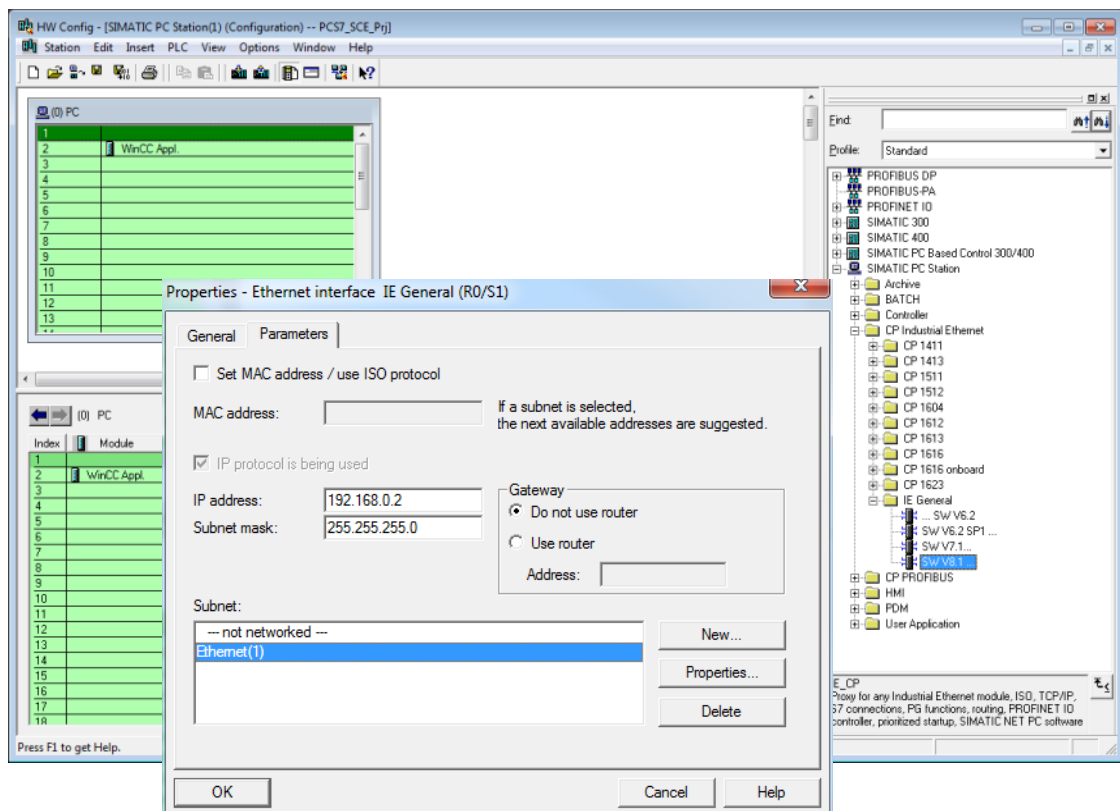 HW Config - [SIMATIC PC Station(1) (Configuration) -- PCS7_SCE_Prj]
Station Edit Insert PLC View Options Window Help
(0) PC
1
2 WinCC Appl.
3
4
5
6
7
8
9
10
11
12
13
(0) PC
Index Module
1
2 WinCC Appl.
3
4
5
6
7
8
9
10
11
12
13
14
15
16
17
18
Press F1 to get Help.
Properties - Ethernet interface IE General (R0/S1)
General Parameters
Set MAC address / use ISO protocol
MAC address:
If a subnet is selected,
the next available addresses are suggested.
IP protocol is being used
IP address: 192.168.0.2
Subnet mask: 255.255.255.0
Gateway
Do not use router
Use router
Address:
Subnet:
--- not networked ---
Ethernet(1)
New...
Properties...
Delete
OK Cancel Help
Find:
Profile: Standard
PROFIBUS DP
PROFIBUS-PA
PROFINET IO
SIMATIC 300
SIMATIC 400
SIMATIC PC Based Control 300/400
SIMATIC PC Station
Archive
BATCH
Controller
CP Industrial Ethernet
CP 1411
CP 1413
CP 1511
CP 1512
CP 1604
CP 1612
CP 1613
CP 1616
CP 1616 onboard
CP 1623
IE General
... SW V6.2
SW V6.2 SP1 ...
SW V7.1...
SW V8.1 ...
CP PROFIBUS
HMI
PDM
User Application
E_CP
Proxy for any Industrial Ethernet module, ISO, TCP/IP,
S7 connections, PG functions, routing, PROFINET IO
controller, prioritized startup, SIMATIC NET PC software